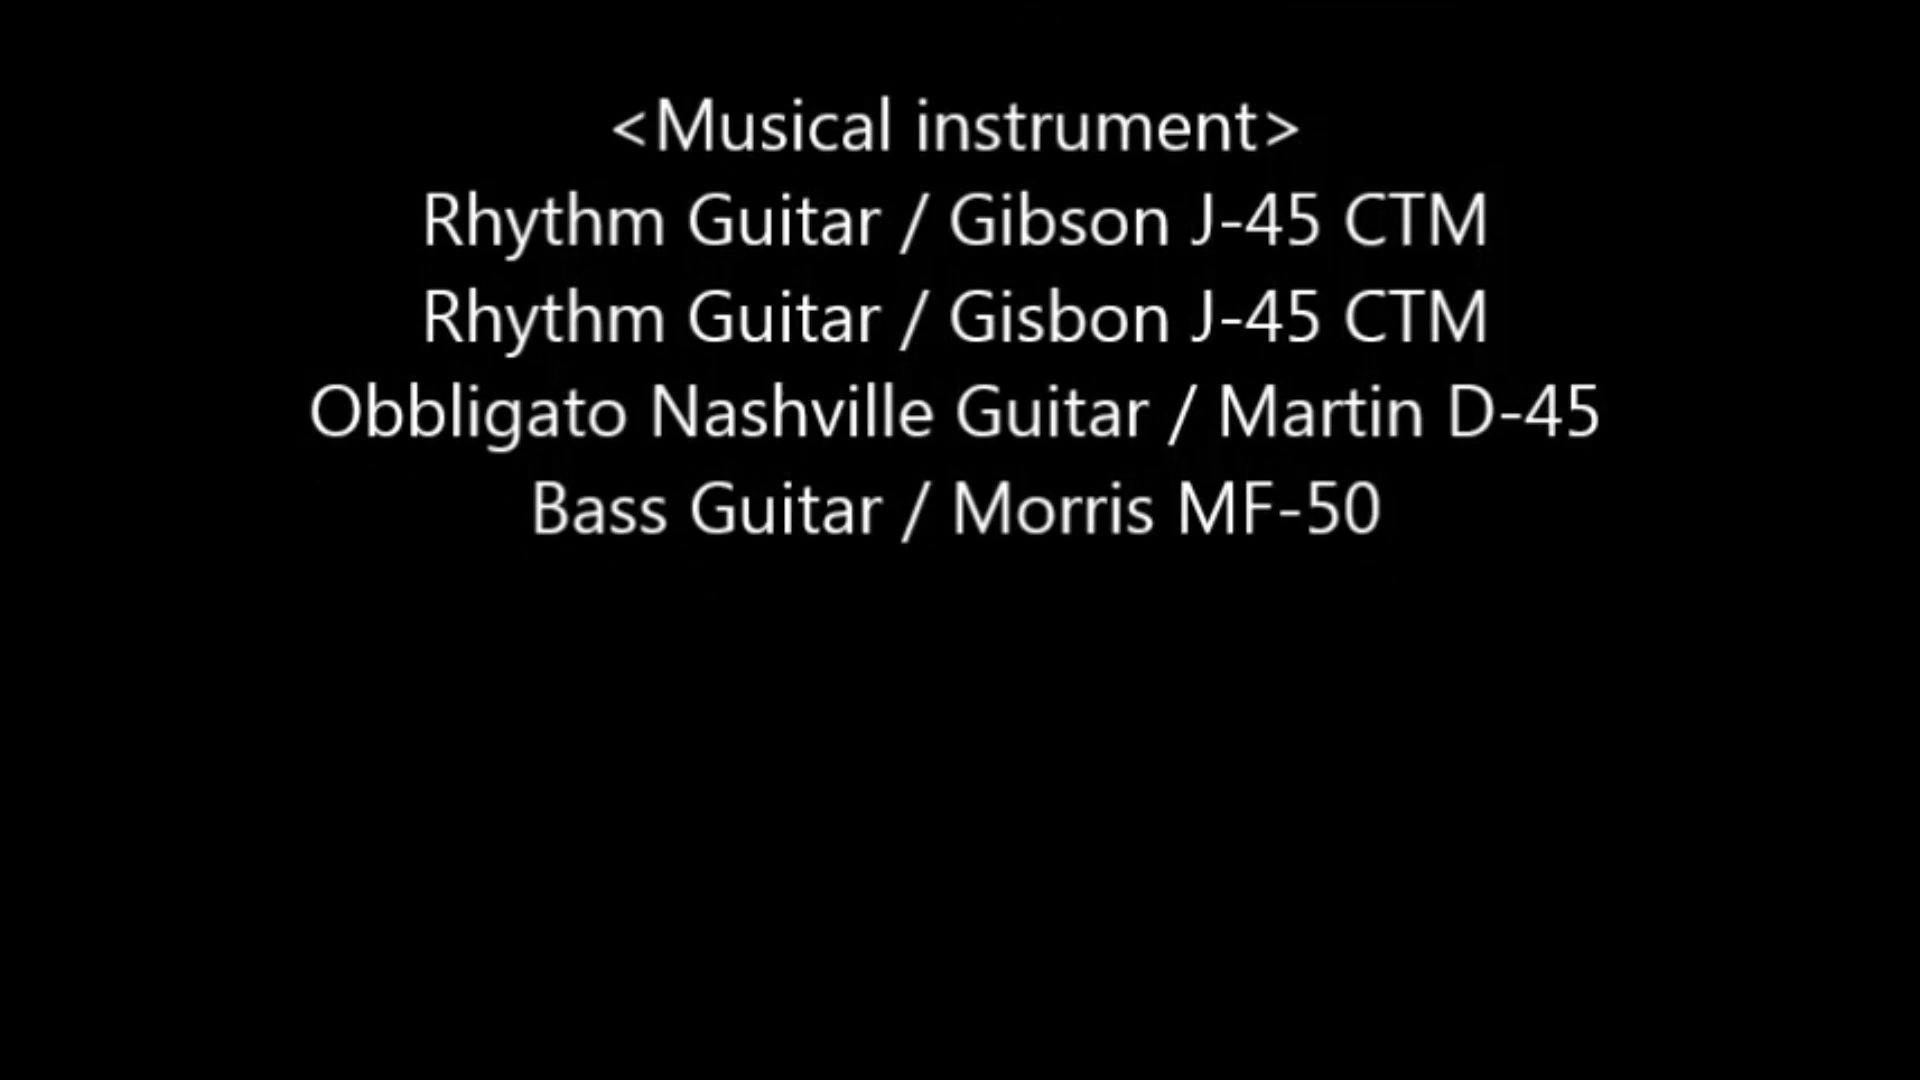 <Musical instrument>
Rhythm Guitar / Gibson J-45 CTM
Rhythm Guitar / Gisbon J-45 CTM
Obbligato Nashville Guitar / Martin D-45
Bass Guitar / Morris MF-50